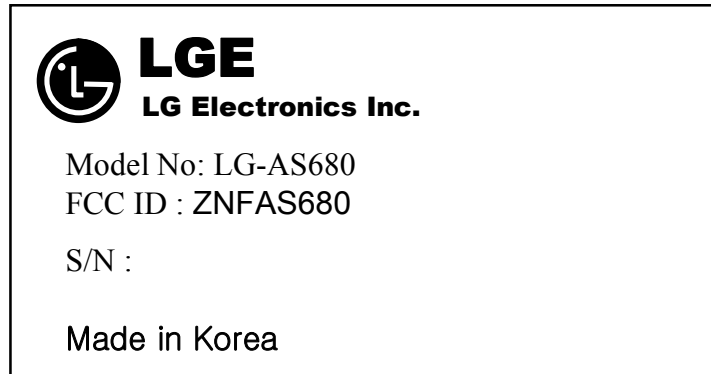 LGE
LG Electronics Inc.
Model No: LG-AS680
FCC ID : ZNFAS680
S/N :
Made in Korea